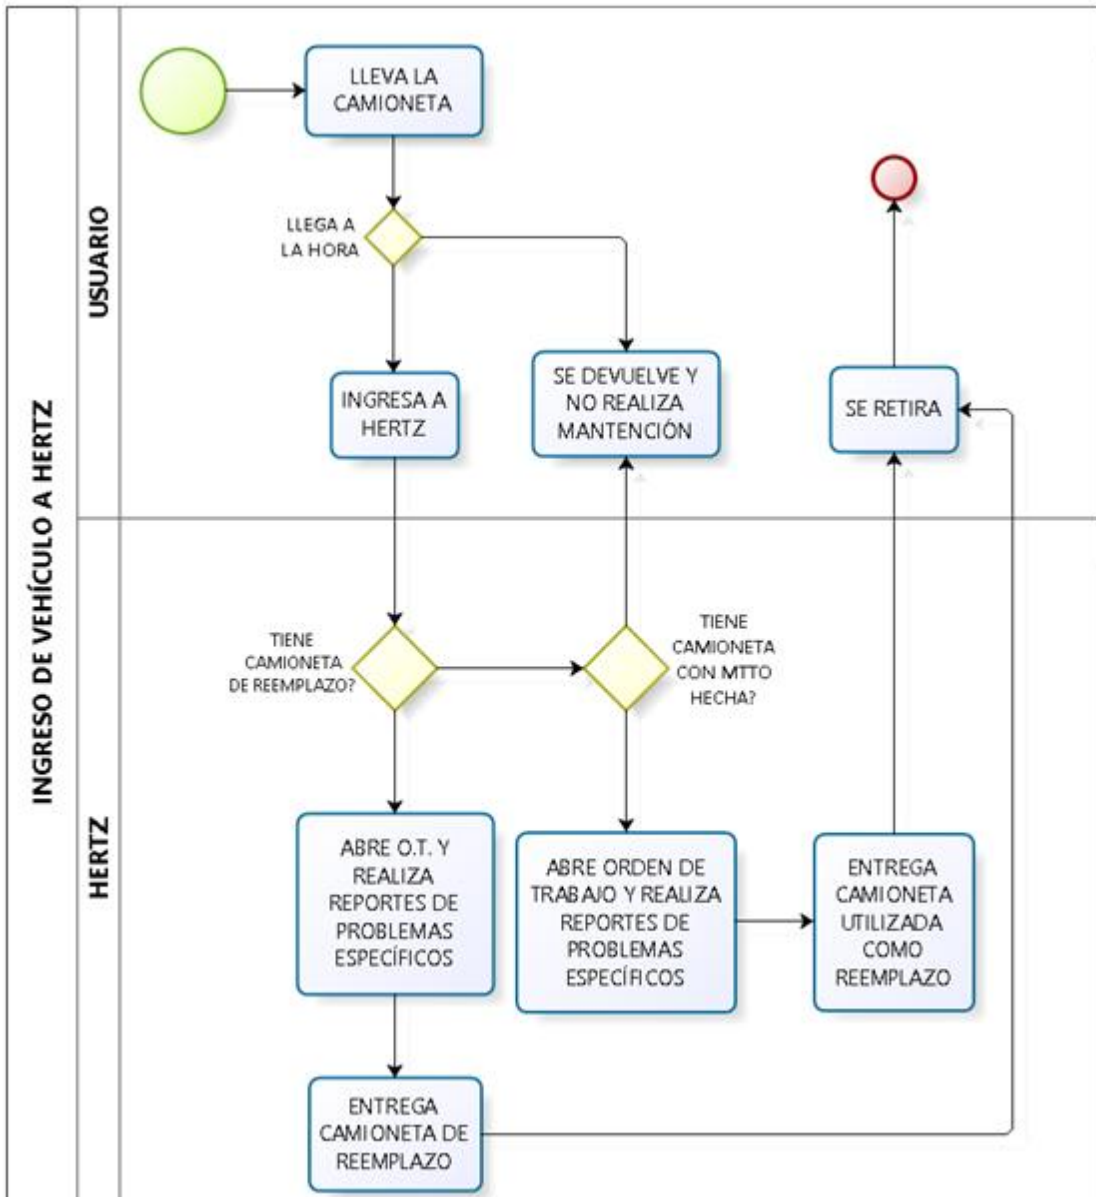 INGRESO DE VEHÍCULO A HERTZ
USUARIO
LLEVA LA
CAMIONETA
LLEGA A
LA HORA
INGRESA A
HERTZ
SE DEVUELVE Y
NO REALIZA
MANTENCIÓN
SE RETIRA
HERTZ
TIENE
CAMIONETA
DE REEMPLAZO?
TIENE
CAMIONETA
CON MTTO
HECHA?
ABRE O.T. Y
REALIZA
REPORTES DE
PROBLEMAS
ESPECÍFICOS
ABRE ORDEN DE
TRABAJO Y REALIZA
REPORTES DE
PROBLEMAS
ESPECÍFICOS
ENTREGA
CAMIONETA
UTILIZADA
COMO
REEMPLAZO
ENTREGA
CAMIONETA DE
REEMPLAZO